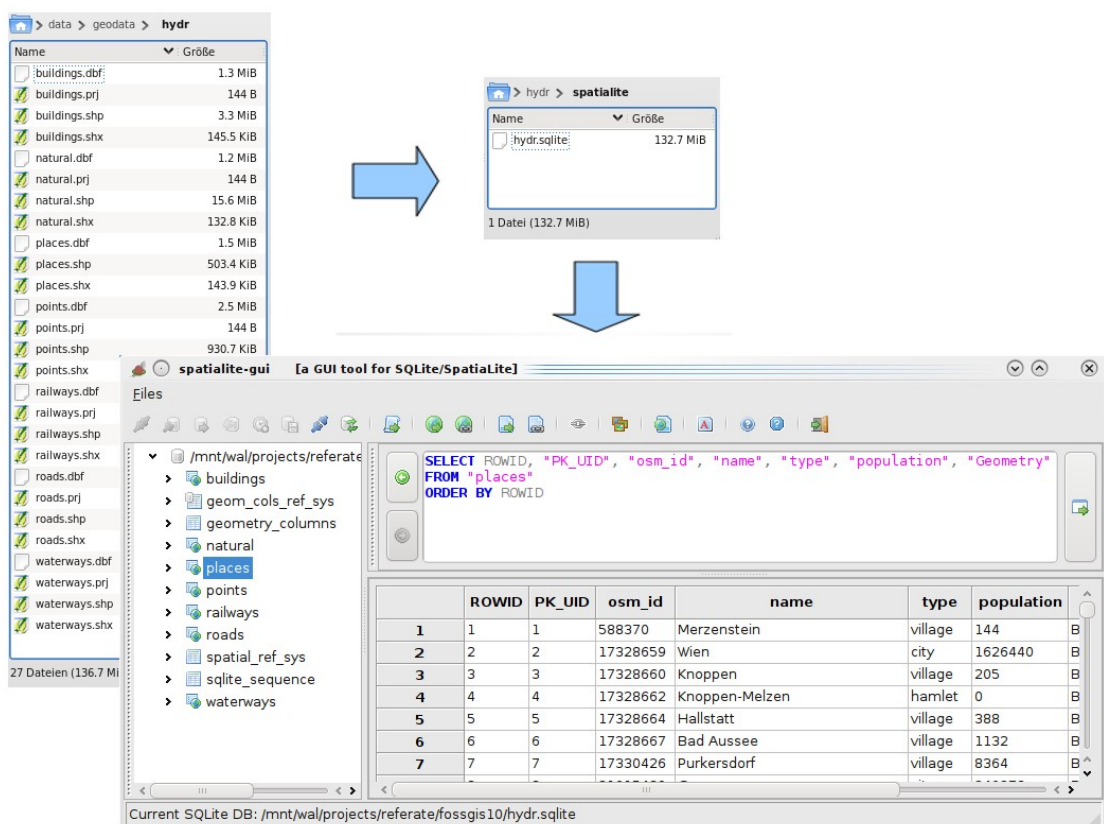 data > geodata > hydr
Name Größe
buildings.dbf 1.3 MiB
buildings.prj 144 B
buildings.shp 3.3 MiB
buildings.shx 145.5 KiB
natural.dbf 1.2 MiB
natural.prj 144 B
natural.shp 15.6 MiB
natural.shx 132.8 KiB
places.dbf 1.5 MiB
places.shp 503.4 KiB
places.shx 143.9 KiB
points.dbf 2.5 MiB
points.prj 144 B
points.shp 930.7 KiB
points.shx
railways.dbf
railways.prj
railways.shp
railways.shx
roads.dbf
roads.prj
roads.shp
roads.shx
waterways.dbf
waterways.prj
waterways.shp
waterways.shx
27 Dateien (136.7 Mi
hydr > spatialite
Name Größe
hydr.sqlite 132.7 MiB
1 Datei (132.7 MiB)
spatialite-gui [a GUI tool for SQLite/SpatiaLite]
Files
/mnt/wal/projects/referate
buildings
geom_cols_ref_sys
geometry_columns
natural
places
points
railways
roads
spatial_ref_sys
sqlite_sequence
waterways
SELECT ROWID, "PK_UID", "osm_id", "name", "type", "population", "Geometry"
FROM "places"
ORDER BY ROWID
ROWID PK_UID osm_id name type population
1 1 1 588370 Merzenstein village 144 B
2 2 2 17328659 Wien city 1626440 B
3 3 3 17328660 Knoppen village 205 B
4 4 4 17328662 Knoppen-Melzen hamlet 0 B
5 5 5 17328664 Hallstatt village 388 B
6 6 6 17328667 Bad Aussee village 1132 B
7 7 7 17330426 Purkersdorf village 8364 B
Current SQLite DB: /mnt/wal/projects/referate/fossgis10/hydr.sqlite